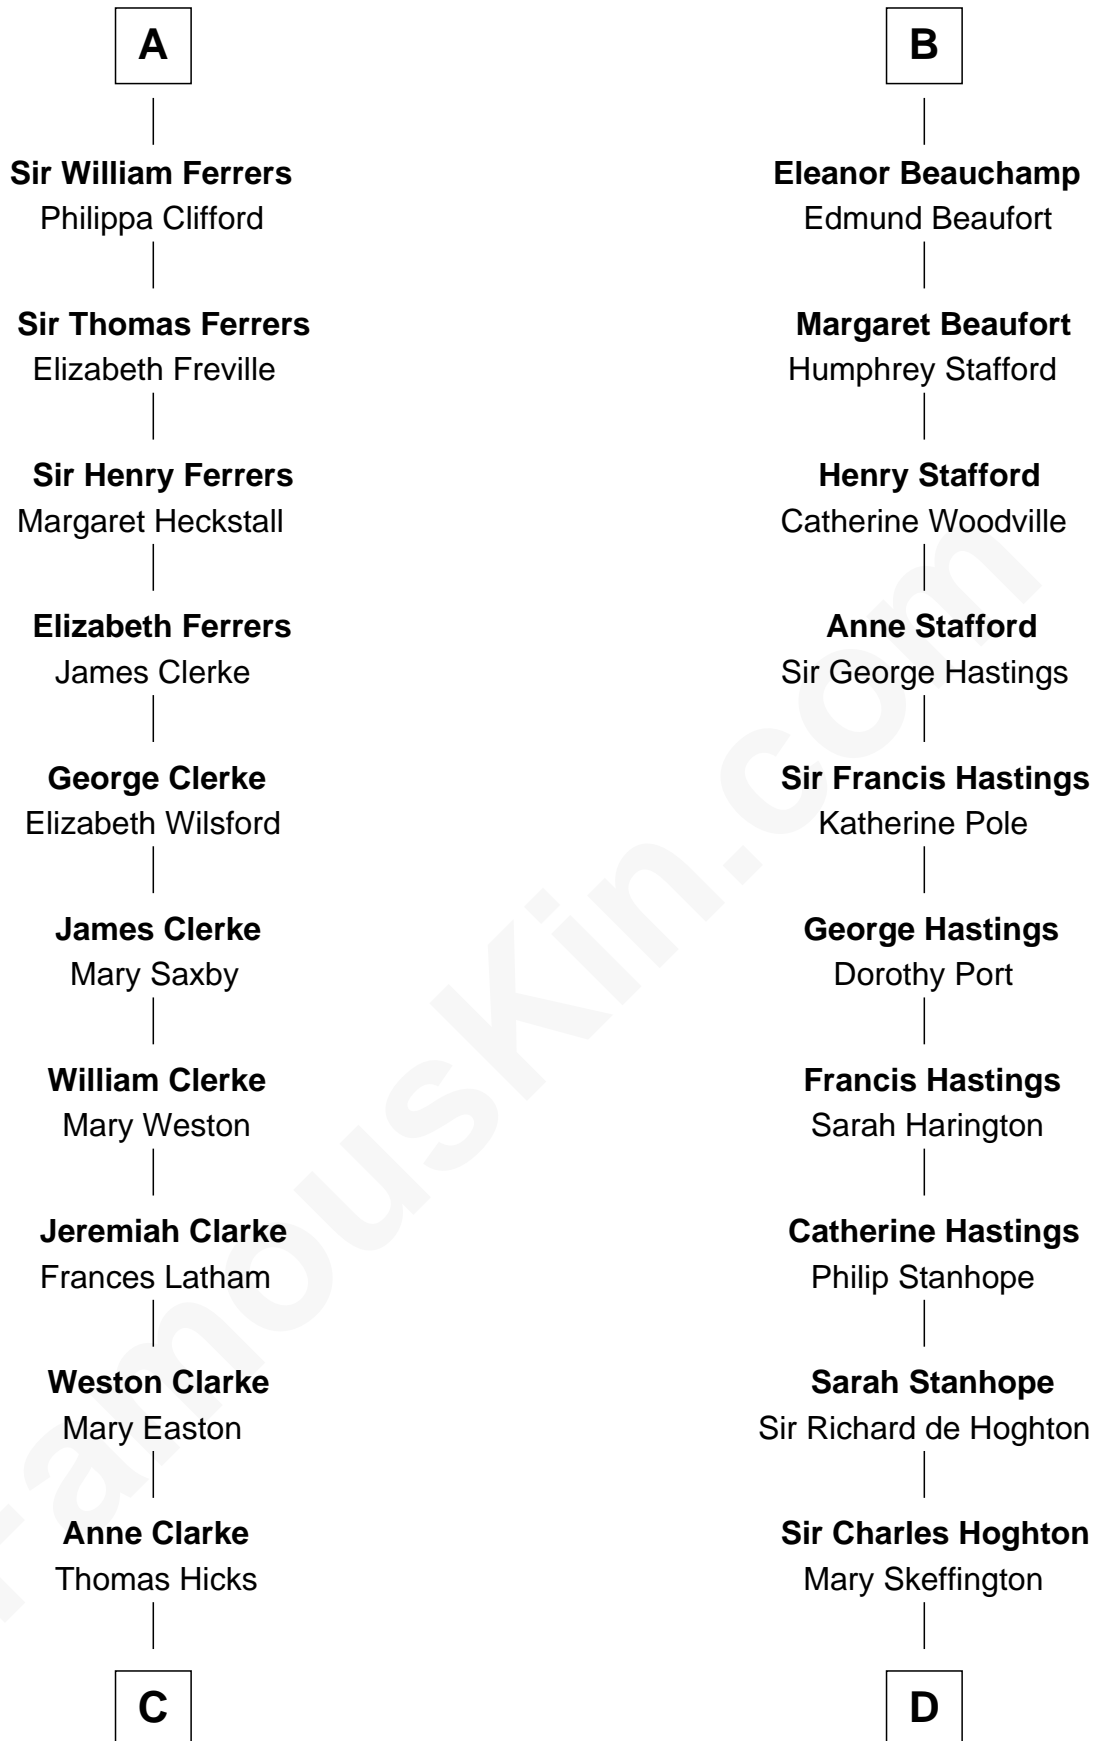 A
Sir William Ferrers
Philippa Clifford
Sir Thomas Ferrers
Elizabeth Freville
Sir Henry Ferrers
Margaret Heckstall
Elizabeth Ferrers
James Clerke
George Clerke
Elizabeth Wilsford
James Clerke
Mary Saxby
William Clerke
Mary Weston
Jeremiah Clarke
Frances Latham
Weston Clarke
Mary Easton
Anne Clarke
Thomas Hicks
C
B
Eleanor Beauchamp
Edmund Beaufort
Margaret Beaufort
Humphrey Stafford
Henry Stafford
Catherine Woodville
Anne Stafford
Sir George Hastings
Sir Francis Hastings
Katherine Pole
George Hastings
Dorothy Port
Francis Hastings
Sarah Harington
Catherine Hastings
Philip Stanhope
Sarah Stanhope
Sir Richard de Hoghton
Sir Charles Hoghton
Mary Skeffington
D
FamousKin.com